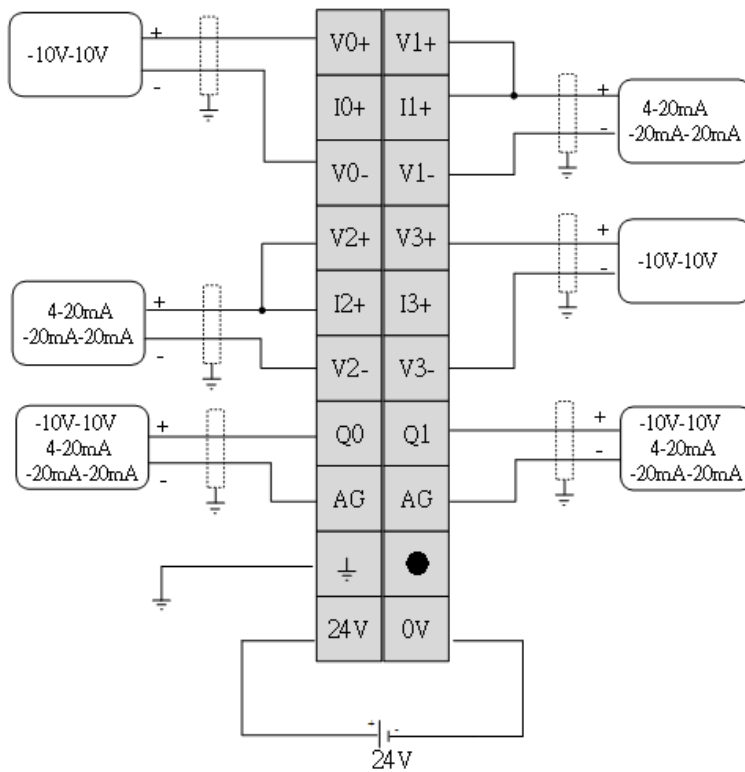 -10V-10V
+
-
V0+ V1+
I0+ I1+
V0- V1-
+
-
4-20mA
-20mA-20mA
V2+ V3+
I2+ I3+
V2- V3-
+
-
-10V-10V
4-20mA
-20mA-20mA
+
-
-10V-10V
4-20mA
-20mA-20mA
+
-
Q0 Q1
AG AG
+
-
-10V-10V
4-20mA
-20mA-20mA
24V 0V
+ -
24V